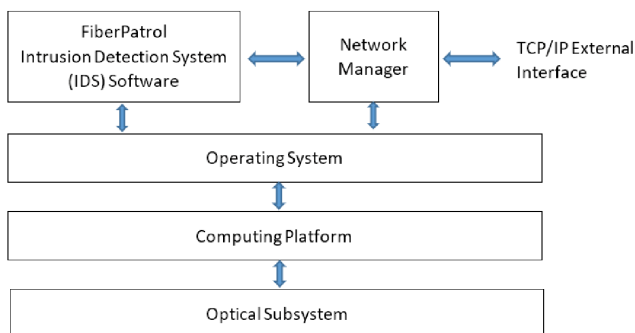 FiberPatrol
Intrusion Detection System
(IDS) Software
Network
Manager
TCP/IP External
Interface
Operating System
Computing Platform
Optical Subsystem